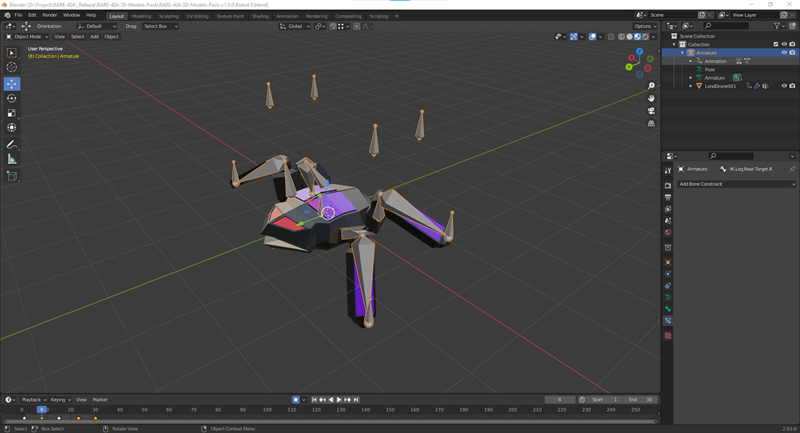 Blender [D:\Project\RARE-404\_Release\RARE-404-3D-Models-Pack\RARE-404-3D-Models-Pack-v1.0.0\Robot 0.blend]
File Edit Render Window Help Layout Modeling Sculpting UV Editing Texture Paint Shading Animation Rendering Compositing Scripting + Scene View Layer
Orientation: Default Drag: Select Box Global Options
Object Mode View Select Add Object
User Perspective
(8) Collection | Armature
X
Y
Z
Scene Collection
Collection
Armature
Animation
Pose
Armature
LandDrone001
Armature IK.Leg.Rear.Target.R
Add Bone Constraint
Playback Keying View Marker 8 Start 1 End 30
0 8 10 20 30 40 50 60 70 80 90 100 110 120 130 140 150 160 170 180 190 200 210 220 230 240 250
Select Box Select Rotate View Object Context Menu 2.93.6